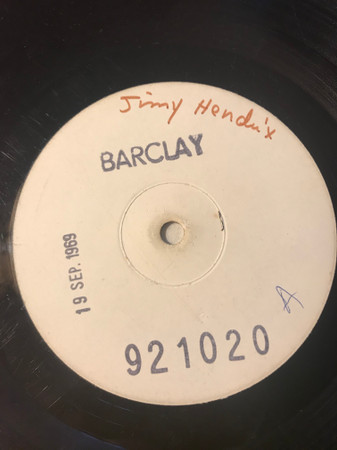 Jimy Hendrix
BARCLAY
19 SEP. 1969
A
921020